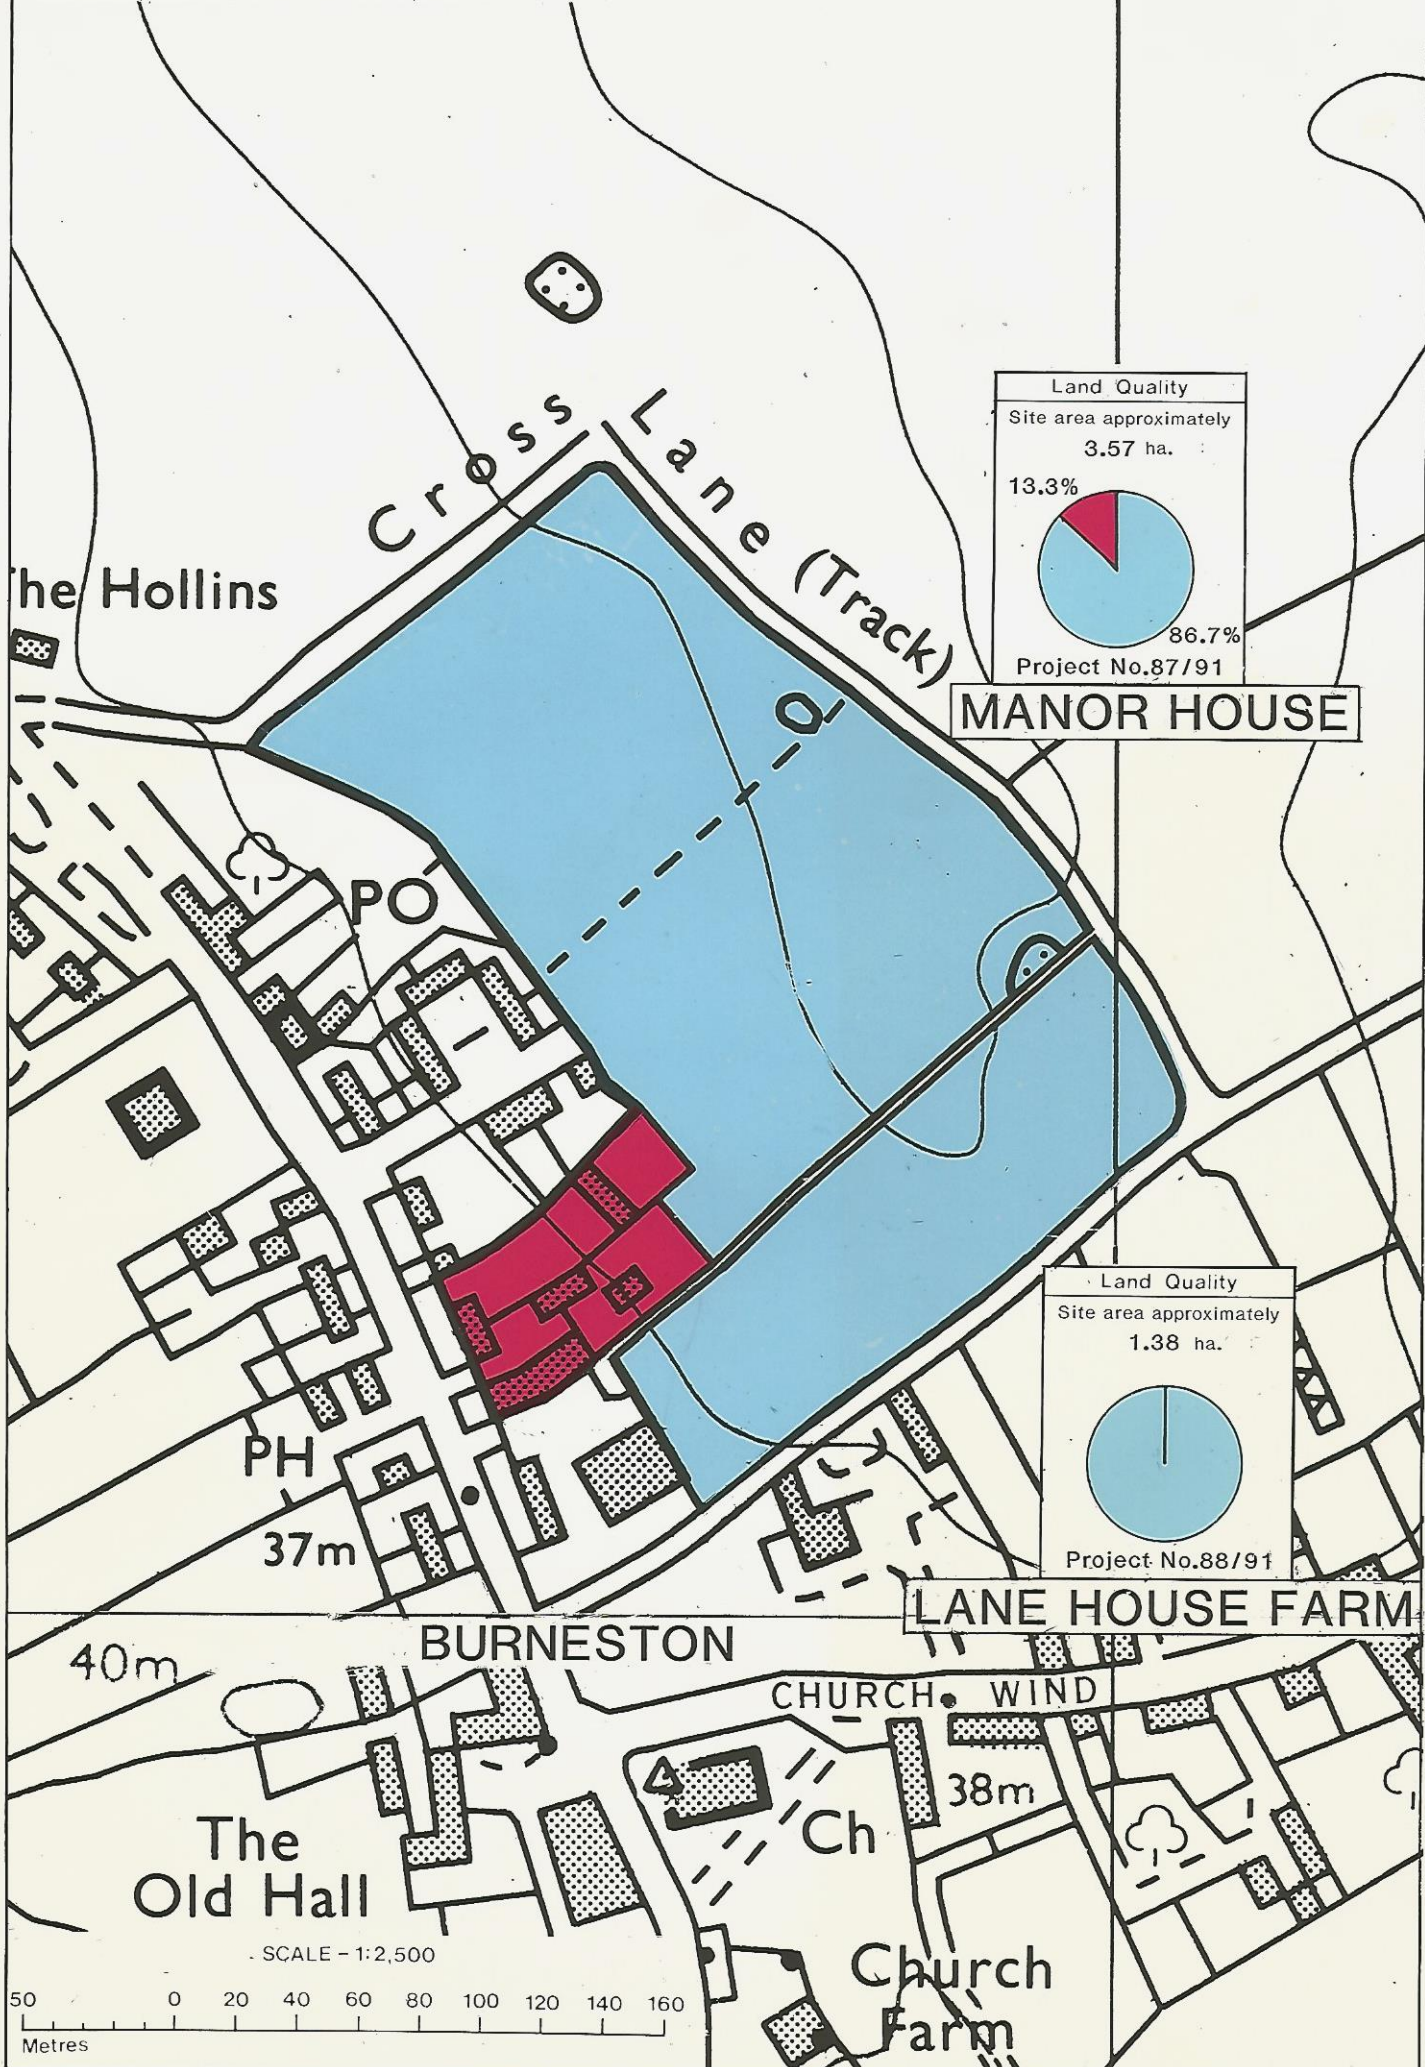 Cross Lane (Track)
Land Quality
Site area approximately
3.57 ha.
13.3%
86.7%
Project No.87/91
MANOR HOUSE
The Hollins
PO
Land Quality
Site area approximately
1.38 ha.
Project No.88/91
LANE HOUSE FARM
PH
37m
BURNESTON
40m
CHURCH WIND
38m
Ch
The
Old Hall
Church
Farm
SCALE - 1:2,500
50 0 20 40 60 80 100 120 140 160
Metres